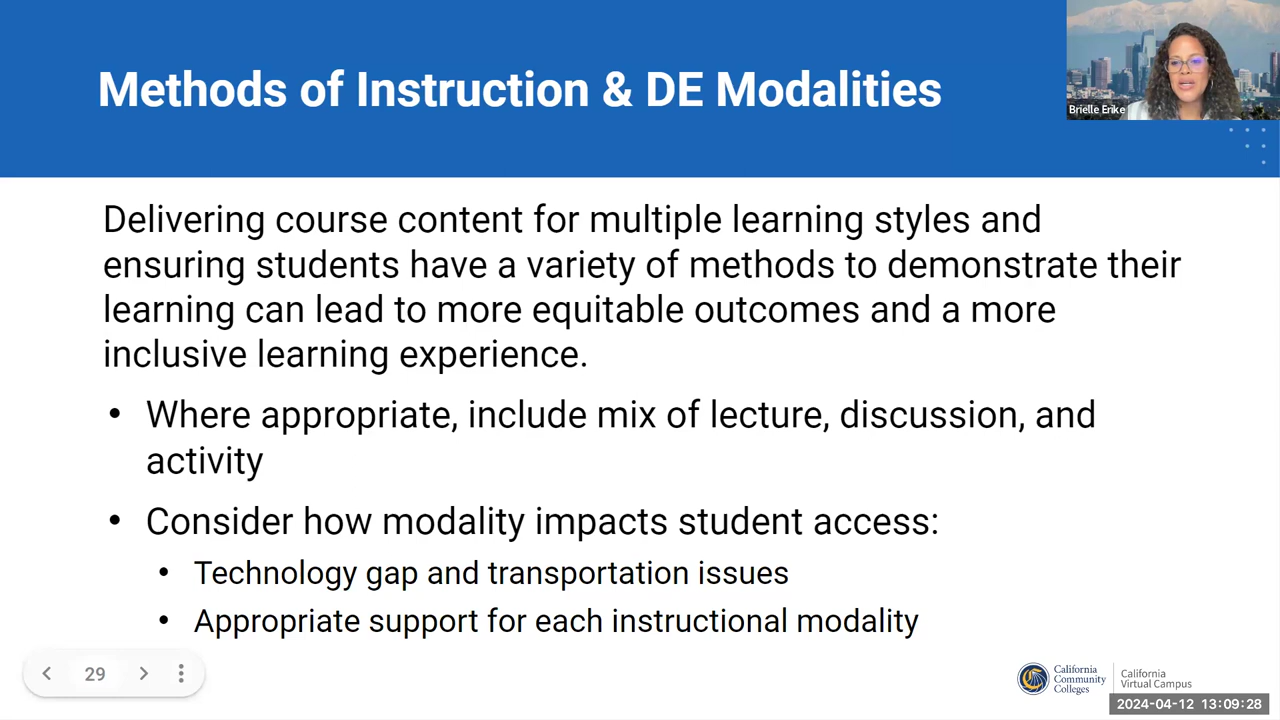 Methods of Instruction & DE Modalities
Brielle Erike
Delivering course content for multiple learning styles and
ensuring students have a variety of methods to demonstrate their
learning can lead to more equitable outcomes and a more
inclusive learning experience.
• Where appropriate, include mix of lecture, discussion, and
activity
• Consider how modality impacts student access:
• Technology gap and transportation issues
• Appropriate support for each instructional modality
29
California
Community
Colleges
California
Virtual Campus
2024-04-12 13:09:28